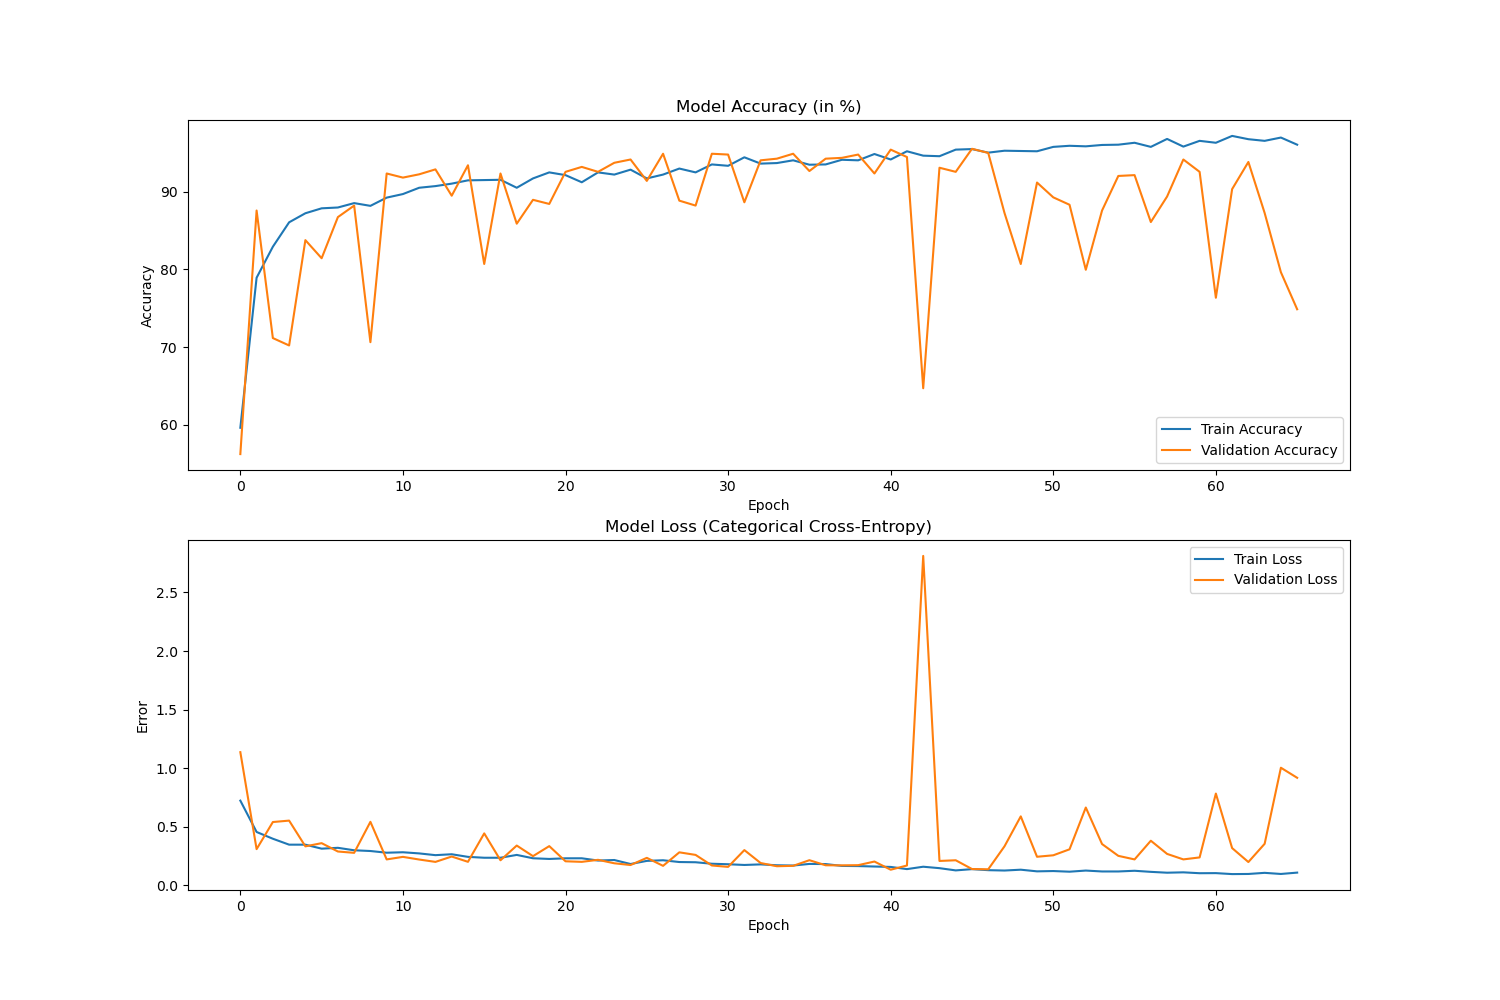 Model Accuracy (in %)
Accuracy
90
80
70
60
Train Accuracy
Validation Accuracy
0 10 20 30 40 50 60
Epoch
Model Loss (Categorical Cross-Entropy)
Error
2.5
2.0
1.5
1.0
0.5
0.0
Train Loss
Validation Loss
0 10 20 30 40 50 60
Epoch